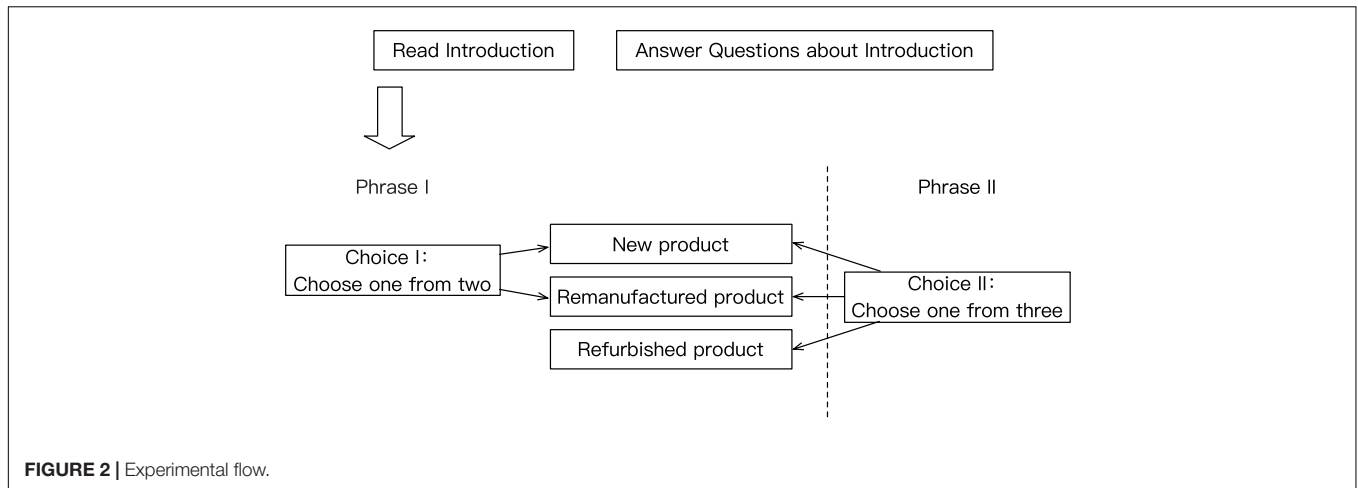 Read Introduction
Answer Questions about Introduction
Phrase I
Phrase II
New product
Choice I:
Choose one from two
Remanufactured product
Choice II:
Choose one from three
Refurbished product
FIGURE 2 | Experimental flow.